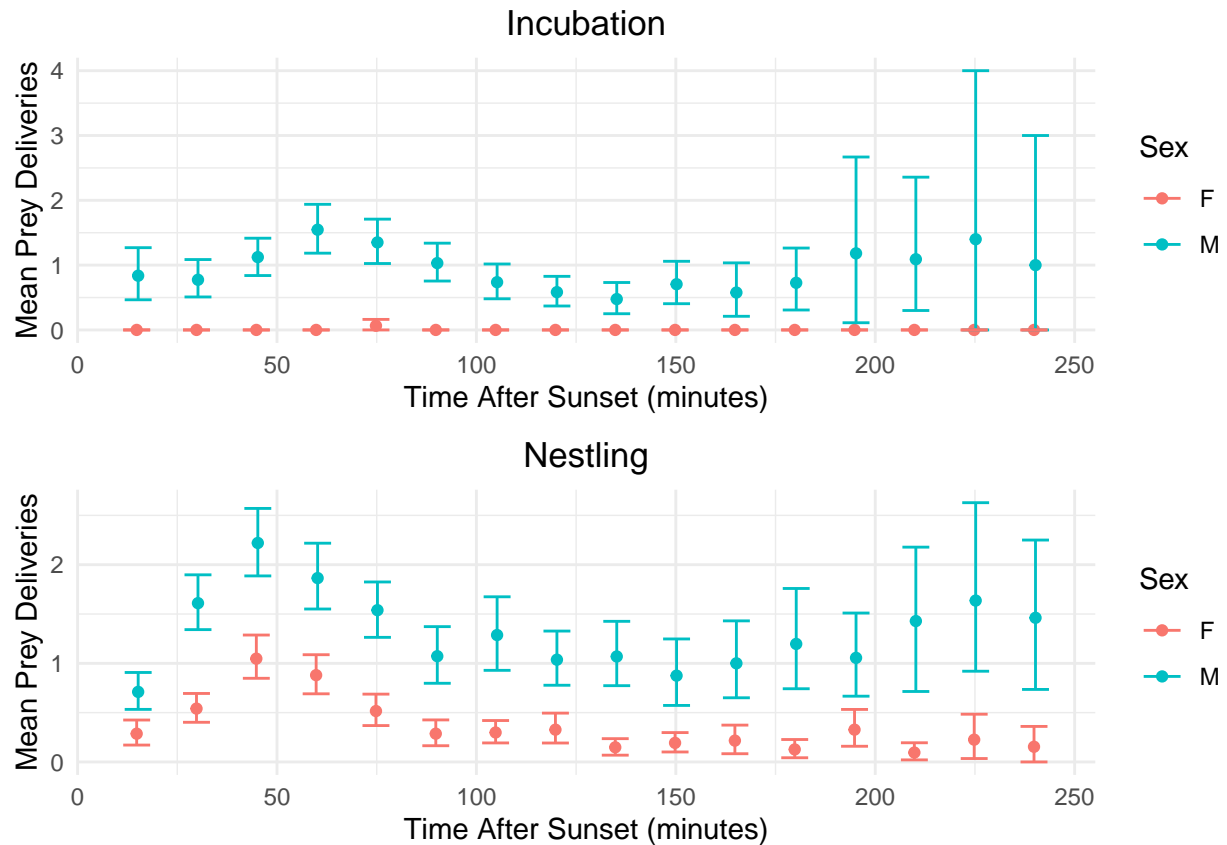 Incubation
Mean Prey Deliveries
4
3
2
1
0
0 50 100 150 200 250
Time After Sunset (minutes)
Sex
F
M
Nestling
Mean Prey Deliveries
2
1
0
0 50 100 150 200 250
Time After Sunset (minutes)
Sex
F
M